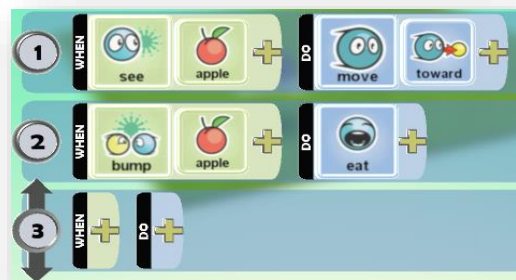 1 WHEN see apple DO move toward
2 WHEN bump apple DO eat
3 WHEN DO